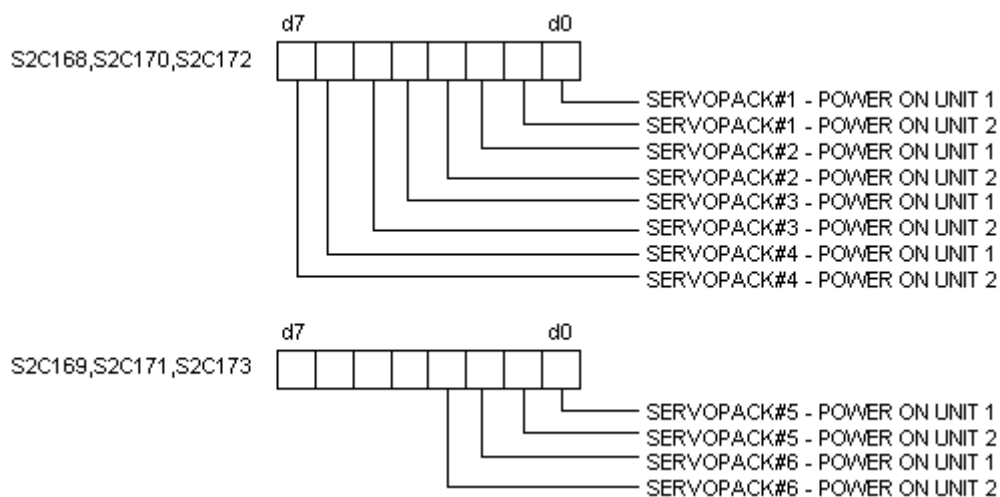 d7 d0
S2C168,S2C170,S2C172
SERVOPACK#1 - POWER ON UNIT 1
SERVOPACK#1 - POWER ON UNIT 2
SERVOPACK#2 - POWER ON UNIT 1
SERVOPACK#2 - POWER ON UNIT 2
SERVOPACK#3 - POWER ON UNIT 1
SERVOPACK#3 - POWER ON UNIT 2
SERVOPACK#4 - POWER ON UNIT 1
SERVOPACK#4 - POWER ON UNIT 2
d7 d0
S2C169,S2C171,S2C173
SERVOPACK#5 - POWER ON UNIT 1
SERVOPACK#5 - POWER ON UNIT 2
SERVOPACK#6 - POWER ON UNIT 1
SERVOPACK#6 - POWER ON UNIT 2